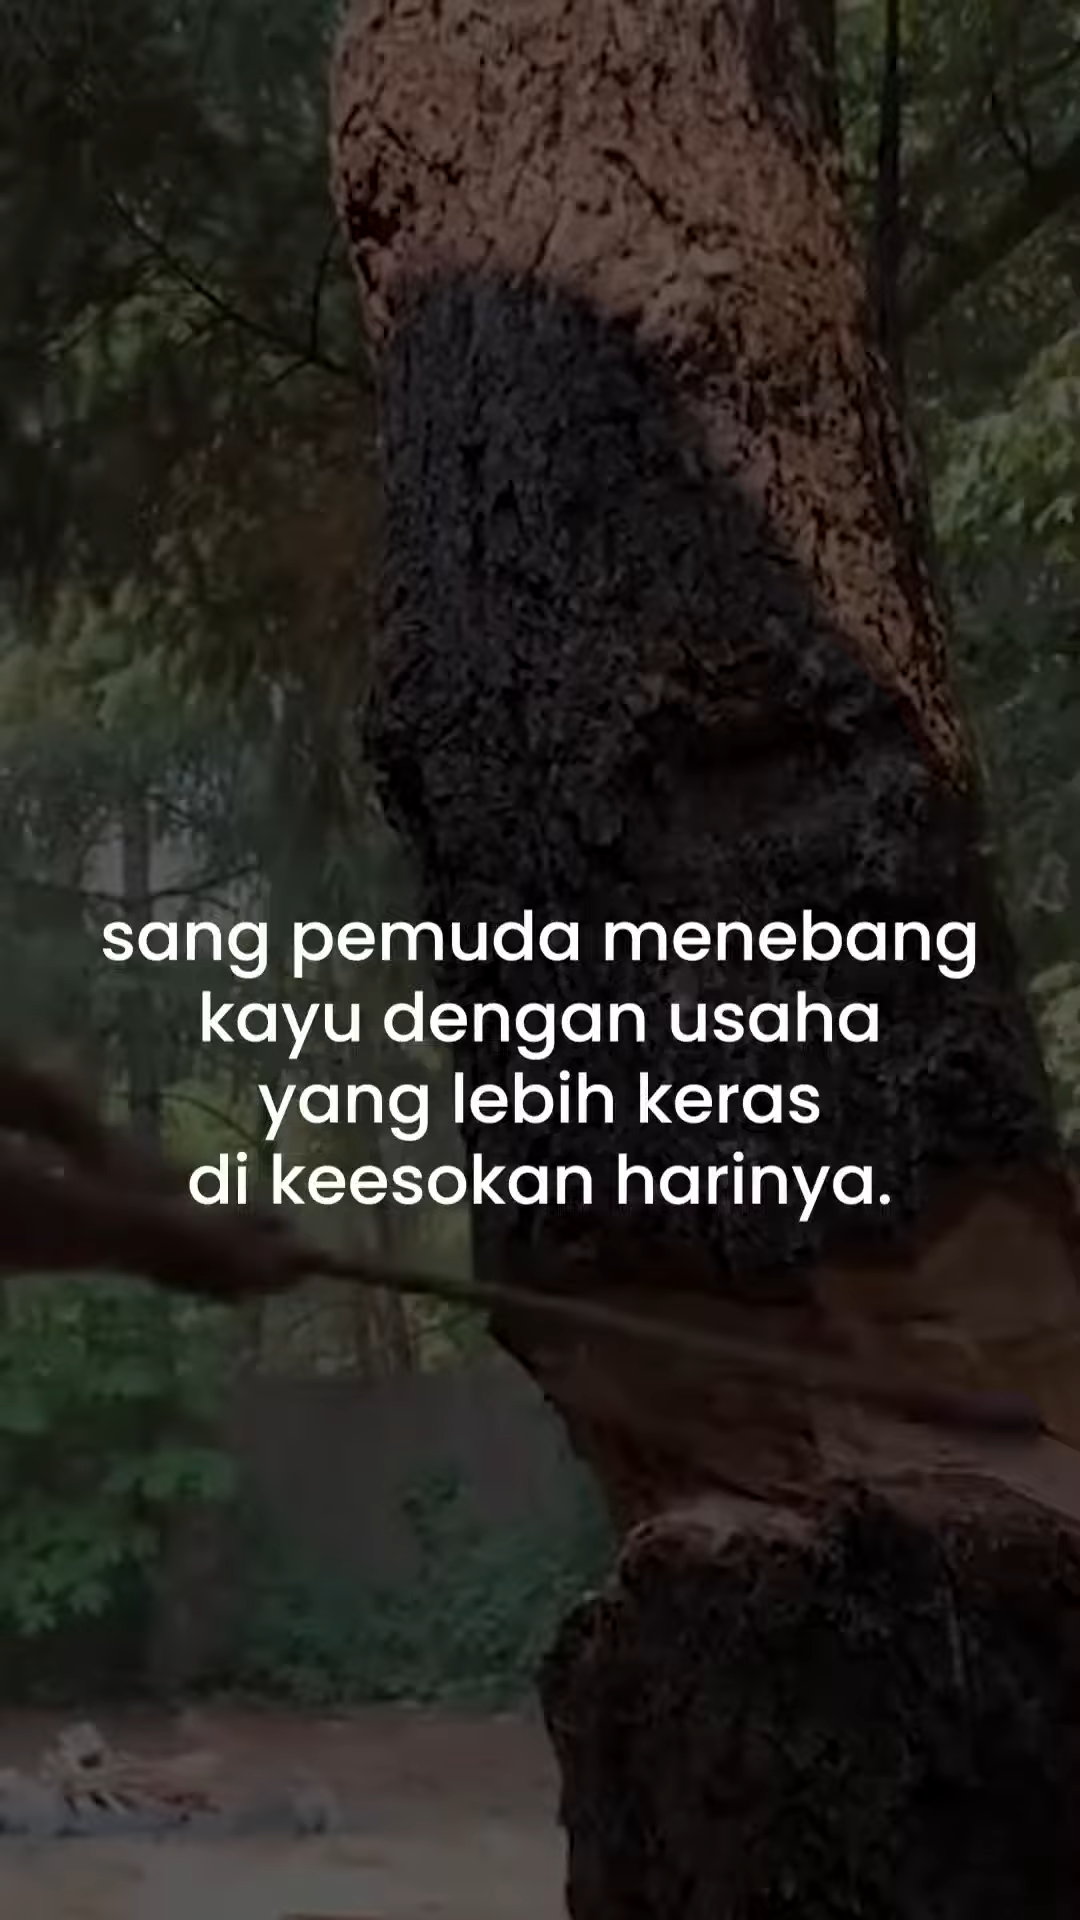 sang pemuda menebang
kayu dengan usaha
yang lebih keras
di keesokan harinya.